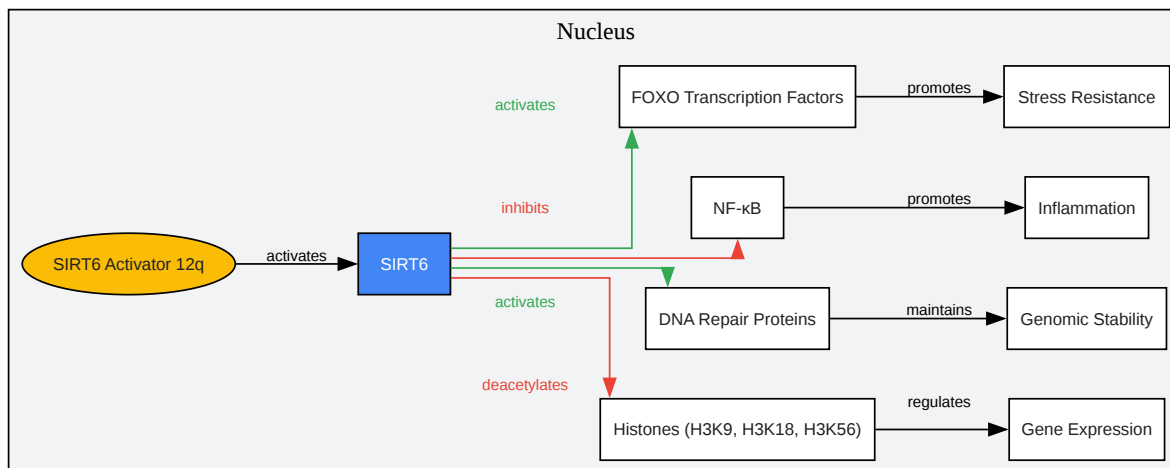 Nucleus
activates
FOXO Transcription Factors
promotes
Stress Resistance
inhibits
NF-κB
promotes
Inflammation
SIRT6 Activator 12q
activates
SIRT6
activates
DNA Repair Proteins
maintains
Genomic Stability
deacetylates
Histones (H3K9, H3K18, H3K56)
regulates
Gene Expression